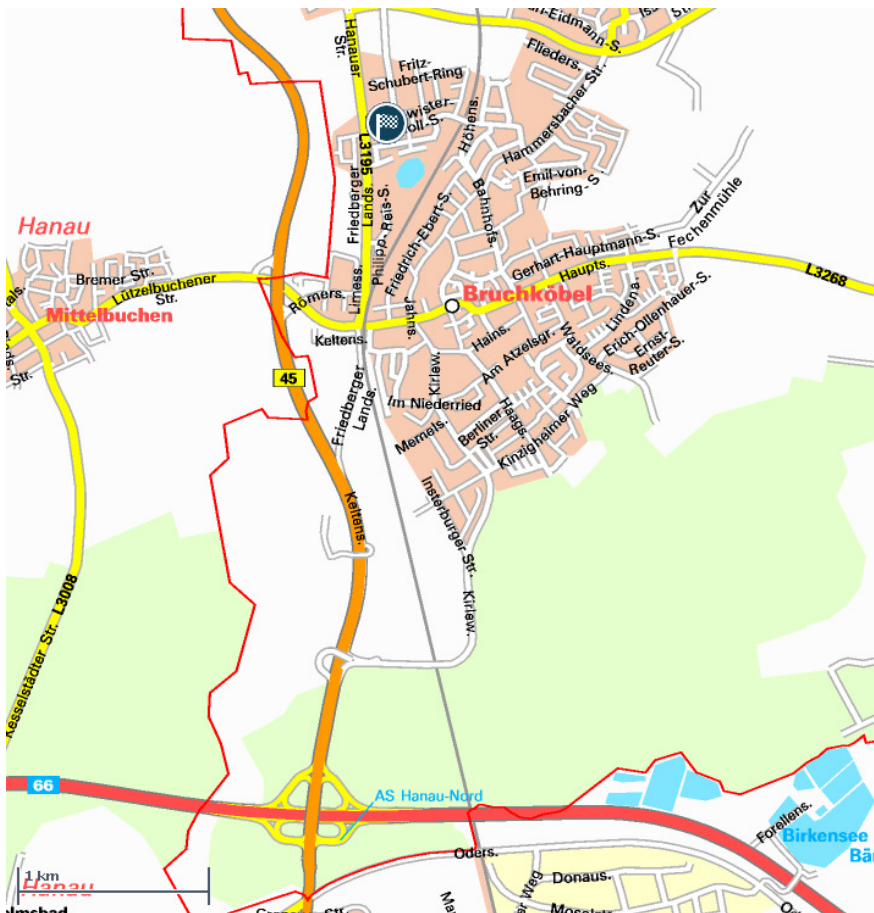 Hanauer
Str.
Fritz-
Schubert-Ring
Flieders.
Hammersbacher Str.
Höhens.
L3195
Friedberger
Lands.
Philipp-Reis-S.
Friedrich-Ebert-S.
Bahnhofs.
Emil-von-
Behring-S.
Zur
Fechenmühle
Gerhart-Hauptmann-S.
Haupts.
L3268
Hanau
Bremer Str.
Lützelbuchener
Str.
Mittelbuchen
Str.
Römers.
Limess.
Jahns.
Keltens.
Bruchköbel
Lindena.
Erich-Ollenhauer-S.
Ernst-
Reuter-S.
Waldsees.
Hains.
Am Atzelsgr.
Kirlew.
45
Friedberger
Lands.
Im Niederried
Memels.
Berliner
Str.
Haags.
Kinzigheimer Weg
Insterburger Str.
Keltens.
Kirlew.
L3008
Kesselstädter Str.
66
AS Hanau-Nord
Oders.
Forellens.
Birkensee
Donaus.
1 km
Hanau